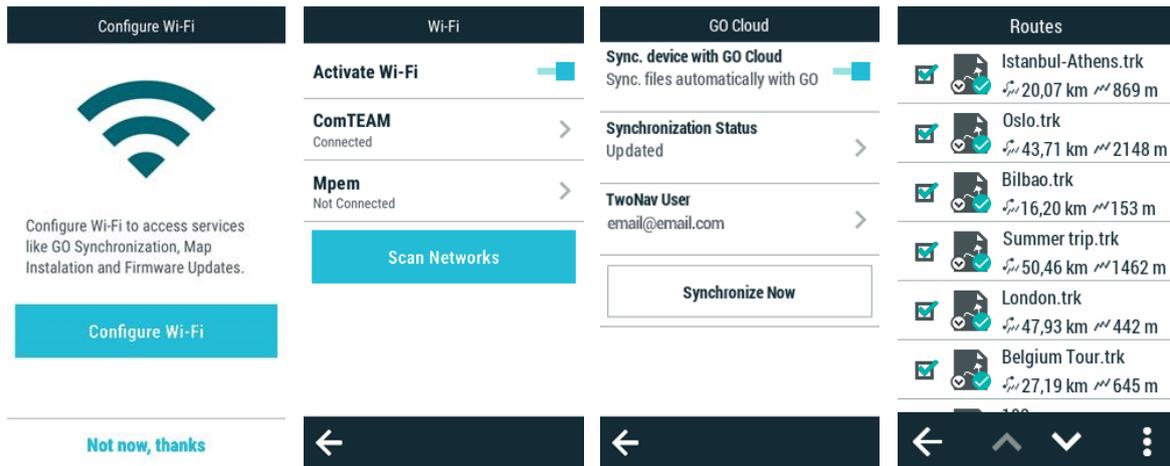 Configure Wi-Fi
Configure Wi-Fi to access services
like GO Synchronization, Map
Instalation and Firmware Updates.
Configure Wi-Fi
Not now, thanks
Wi-Fi
Activate Wi-Fi
ComTEAM
Connected
Mpem
Not Connected
Scan Networks
GO Cloud
Sync. device with GO Cloud
Sync. files automatically with GO
Synchronization Status
Updated
TwoNav User
email@email.com
Synchronize Now
Routes
Istanbul-Athens.trk
20,07 km 869 m
Oslo.trk
43,71 km 2148 m
Bilbao.trk
16,20 km 153 m
Summer trip.trk
50,46 km 1462 m
London.trk
47,93 km 442 m
Belgium Tour.trk
27,19 km 645 m